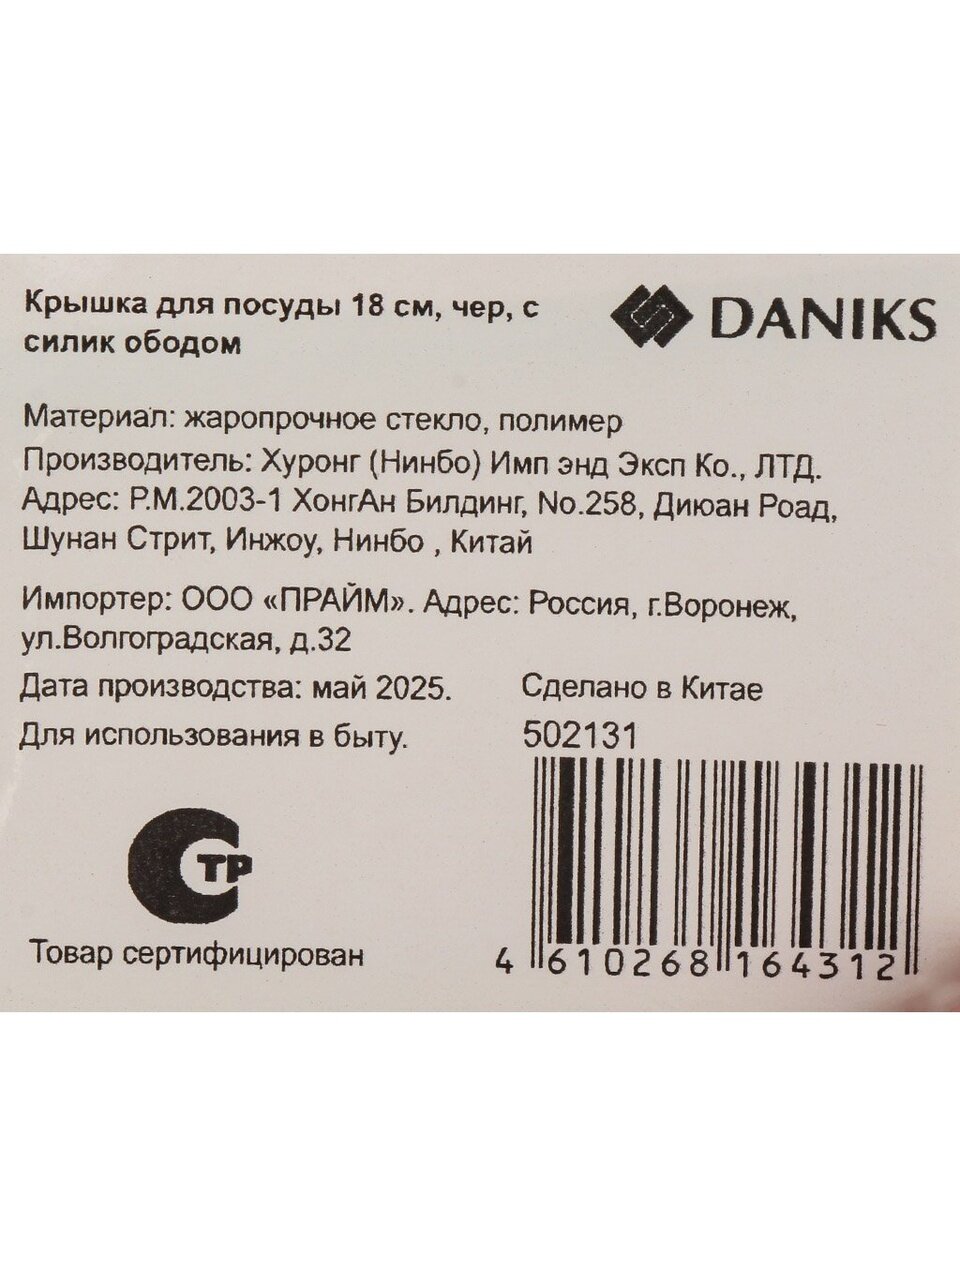 Крышка для посуды 18 см, чер, с
силик ободом
DANIKS
Материал: жаропрочное стекло, полимер
Производитель: Хуронг (Нинбо) Имп энд Эксп Ко., ЛТД.
Адрес: Р.М.2003-1 ХонгАн Билдинг, No.258, Диюан Роад,
Шунан Стрит, Инжоу, Нинбо , Китай
Импортер: ООО «ПРАЙМ». Адрес: Россия, г.Воронеж,
ул.Волгоградская, д.32
Дата производства: май 2025.
Сделано в Китае
Для использования в быту.
502131
СТР
Товар сертифицирован
4 610268 164312